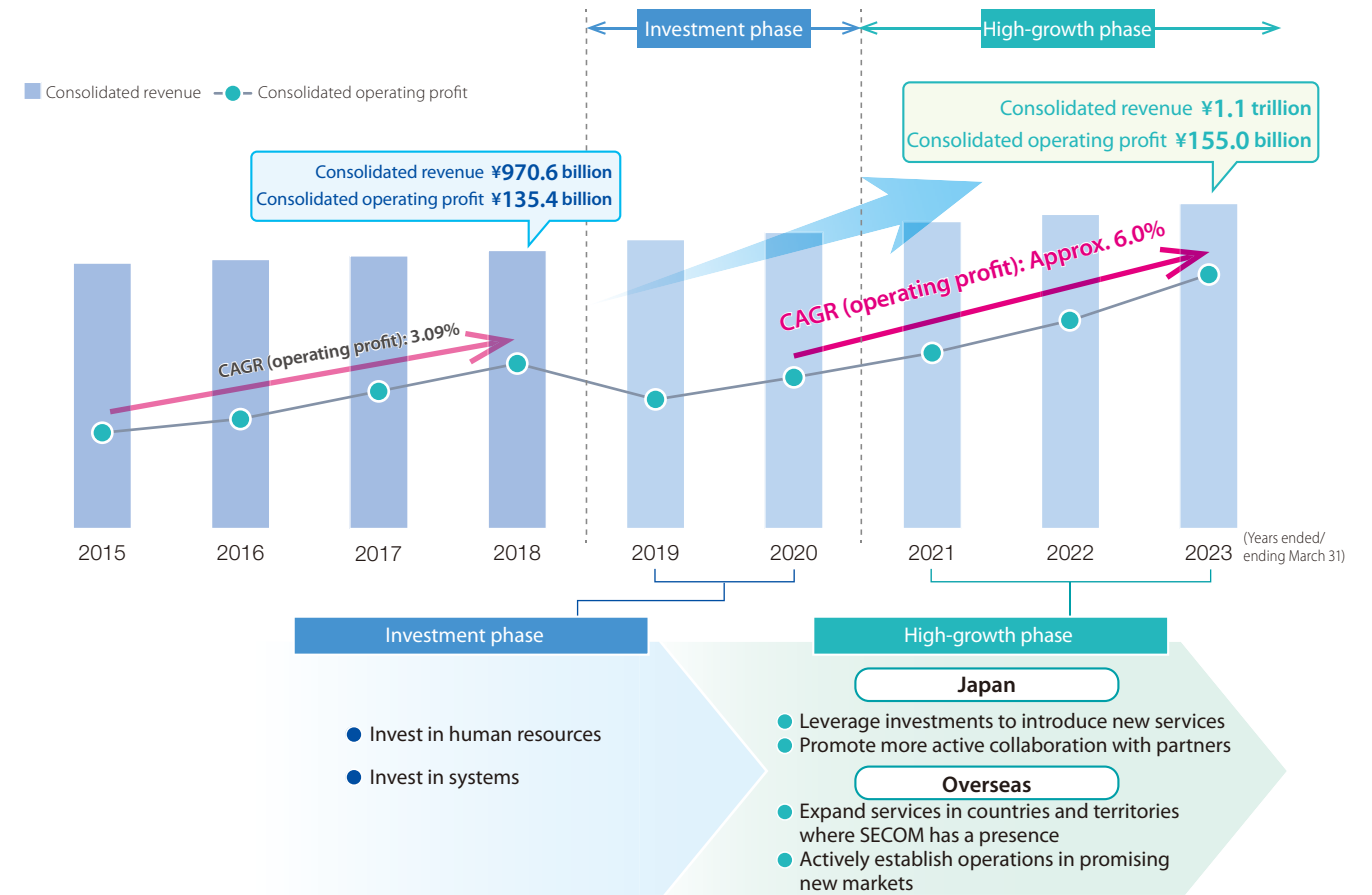 Investment phase
High-growth phase
Consolidated revenue
Consolidated operating profit
Consolidated revenue ¥1.1 trillion
Consolidated operating profit ¥155.0 billion
Consolidated revenue ¥970.6 billion
Consolidated operating profit ¥135.4 billion
CAGR (operating profit): Approx. 6.0%
CAGR (operating profit): 3.09%
2015
2016
2017
2018
2019
2020
2021
2022
2023
(Years ended/
ending March 31)
Investment phase
Invest in human resources
Invest in systems
High-growth phase
Japan
Leverage investments to introduce new services
Promote more active collaboration with partners
Overseas
Expand services in countries and territories
where SECOM has a presence
Actively establish operations in promising
new markets